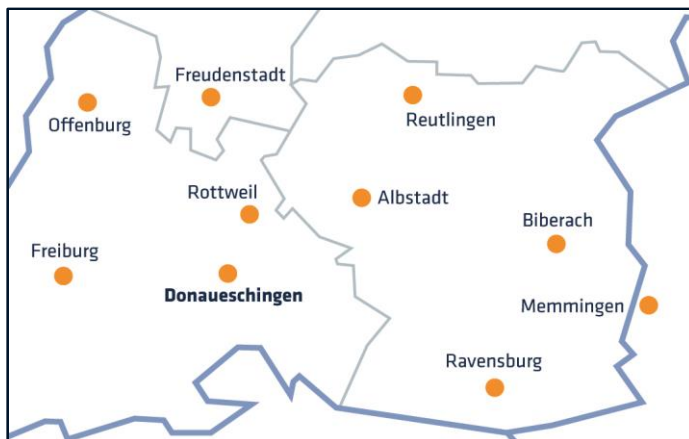 Freudenstadt
Offenburg
Reutlingen
Rottweil
Albstadt
Biberach
Freiburg
Donaueschingen
Memmingen
Ravensburg